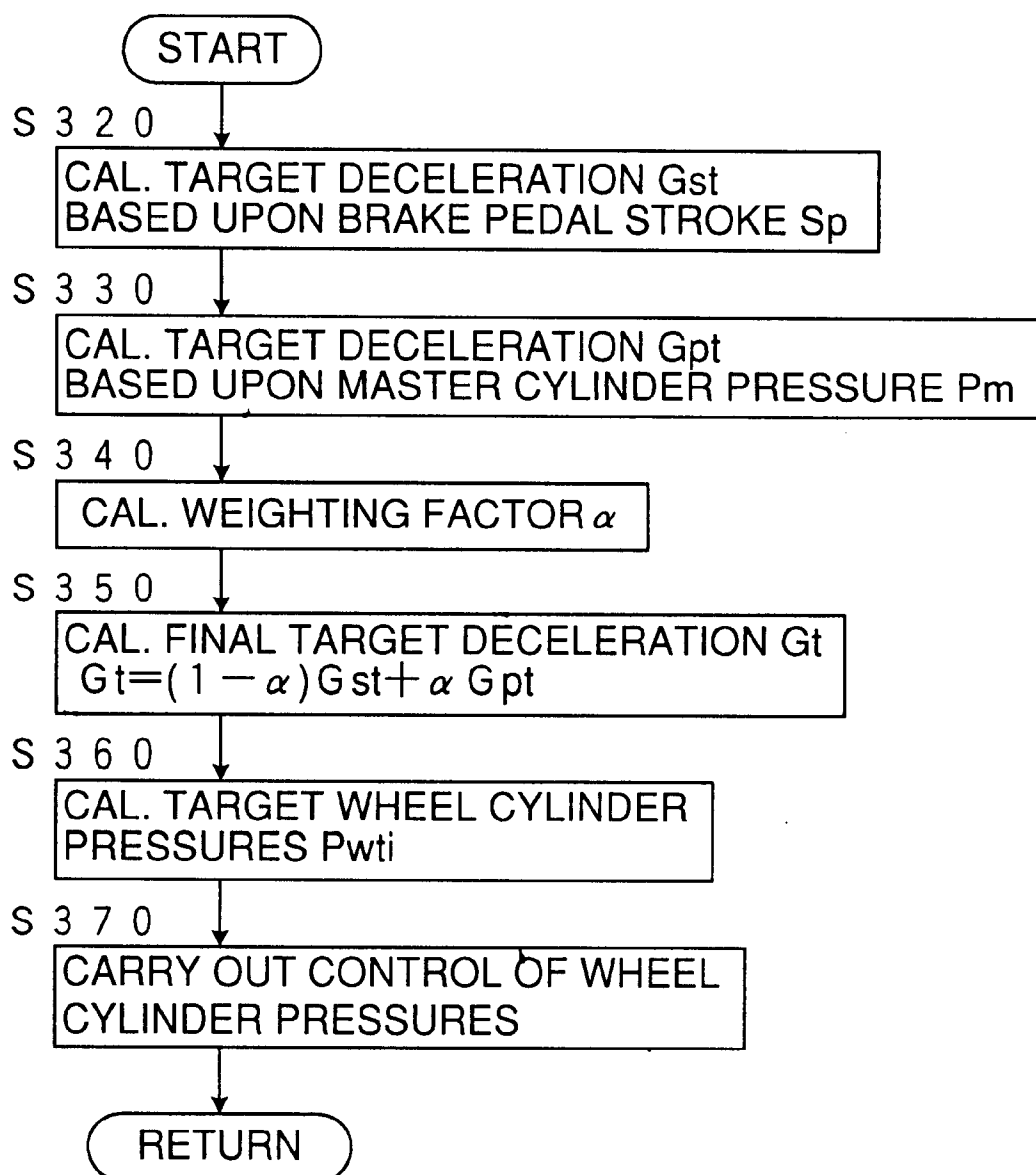 START
S 3 2 0
CAL. TARGET DECELERATION Gst
BASED UPON BRAKE PEDAL STROKE Sp
S 3 3 0
CAL. TARGET DECELERATION Gpt
BASED UPON MASTER CYLINDER PRESSURE Pm
S 3 4 0
CAL. WEIGHTING FACTOR α
S 3 5 0
CAL. FINAL TARGET DECELERATION Gt
Gt=(1-α)Gst+α Gpt
S 3 6 0
CAL. TARGET WHEEL CYLINDER
PRESSURES Pwti
S 3 7 0
CARRY OUT CONTROL OF WHEEL
CYLINDER PRESSURES
RETURN